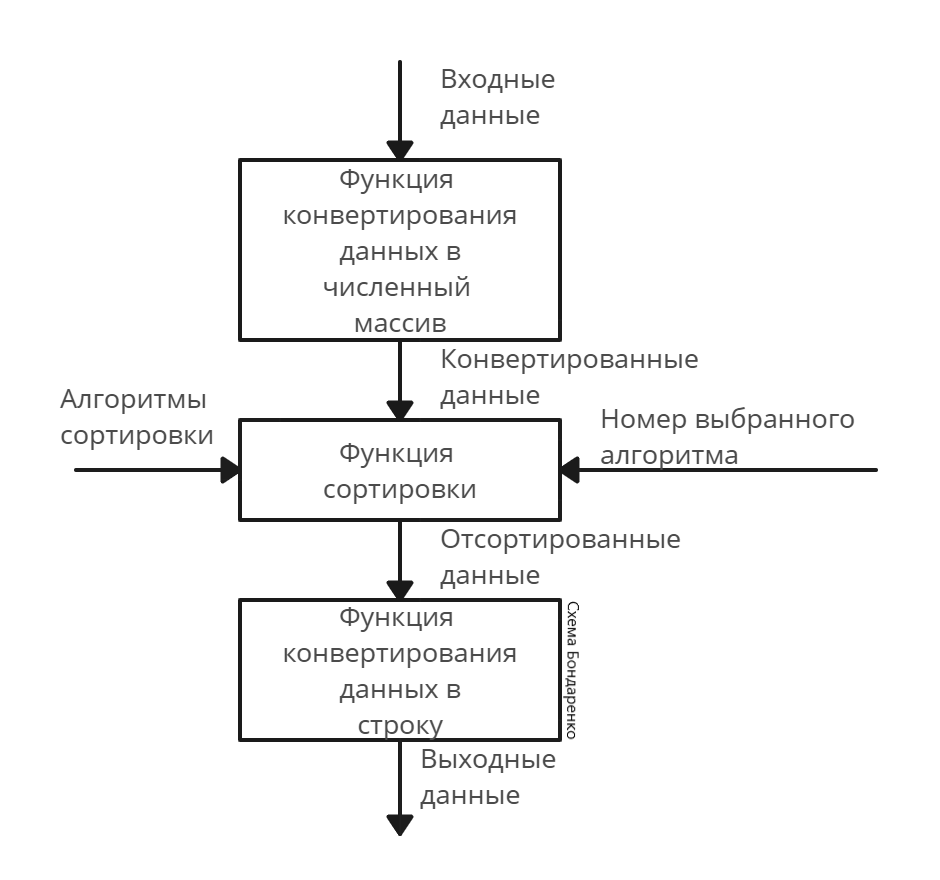 Входные
данные
Функция
конвертирования
данных в
численный
массив
Конвертированные
данные
Алгоритмы
сортировки
Номер выбранного
алгоритма
Функция
сортировки
Отсортированные
данные
Функция
конвертирования
данных в
строку
Схема Бондаренко
Выходные
данные